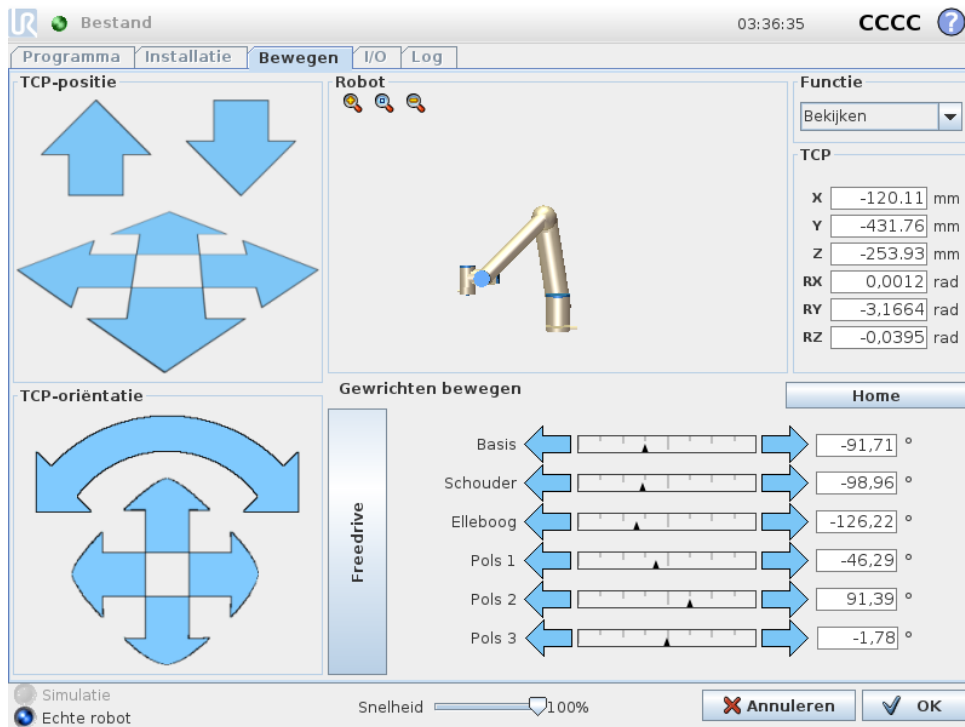 UR Bestand 03:36:35 CCCC ?
Programma Installatie Bewegen I/O Log
TCP-positie
Robot
Functie
Bekijken
TCP
X -120.11 mm
Y -431.76 mm
Z -253.93 mm
RX 0,0012 rad
RY -3,1664 rad
RZ -0,0395 rad
TCP-oriëntatie
Gewrichten bewegen
Home
Freedrive
Basis -91,71 °
Schouder -98,96 °
Elleboog -126,22 °
Pols 1 -46,29 °
Pols 2 91,39 °
Pols 3 -1,78 °
Simulatie
Echte robot
Snelheid 100%
Annuleren
OK